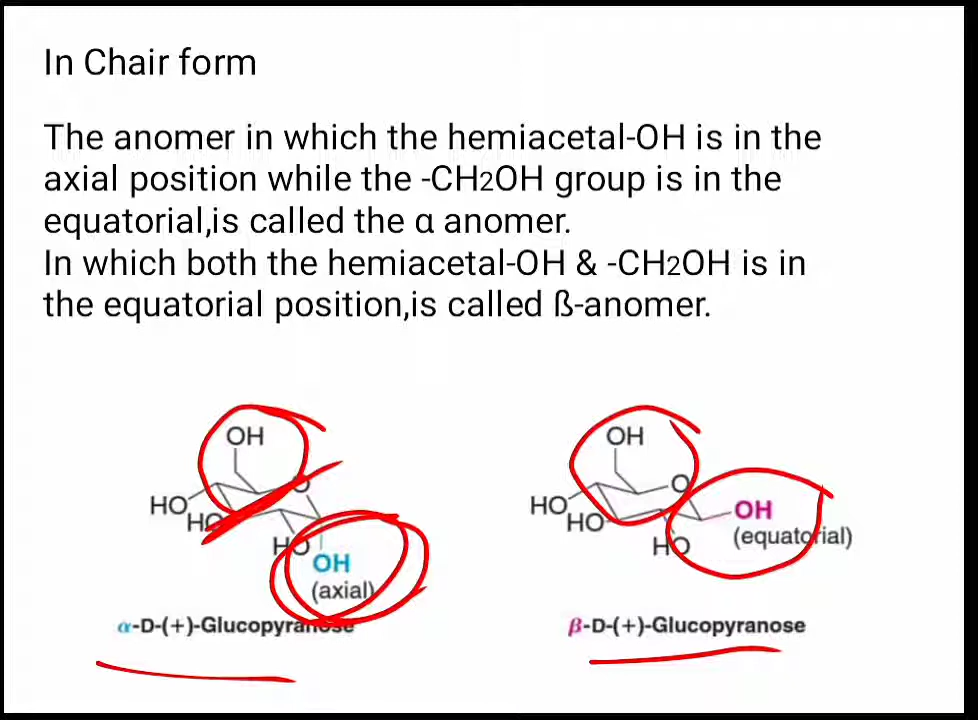 In Chair form
The anomer in which the hemiacetal-OH is in the
axial position while the -CH2OH group is in the
equatorial,is called the α anomer.
In which both the hemiacetal-OH & -CH2OH is in
the equatorial position,is called ß-anomer.
OH
O
HO
HO
HO
OH
(axial)
α-D-(+)-Glucopyranose
OH
O
HO
HO
HO
OH
(equatorial)
β-D-(+)-Glucopyranose